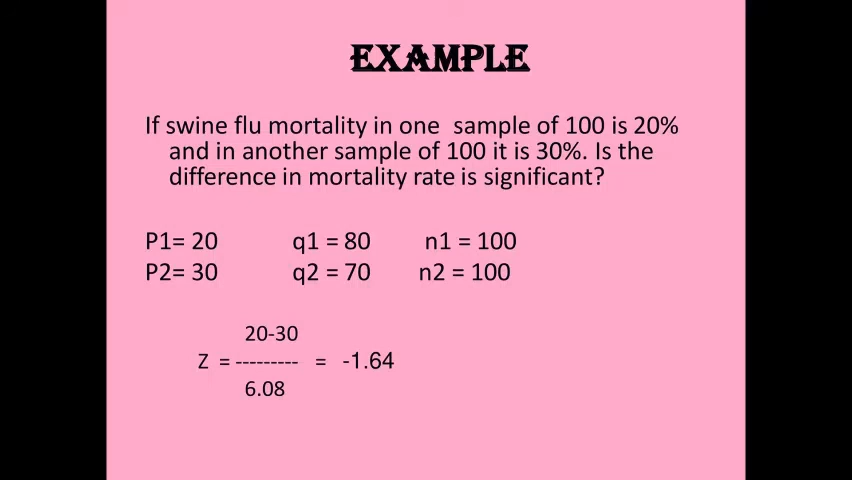 EXAMPLE
If swine flu mortality in one sample of 100 is 20%
and in another sample of 100 it is 30%. Is the
difference in mortality rate is significant?
P1= 20 q1 = 80 n1 = 100
P2= 30 q2 = 70 n2 = 100
20-30
Z = --------- = -1.64
6.08